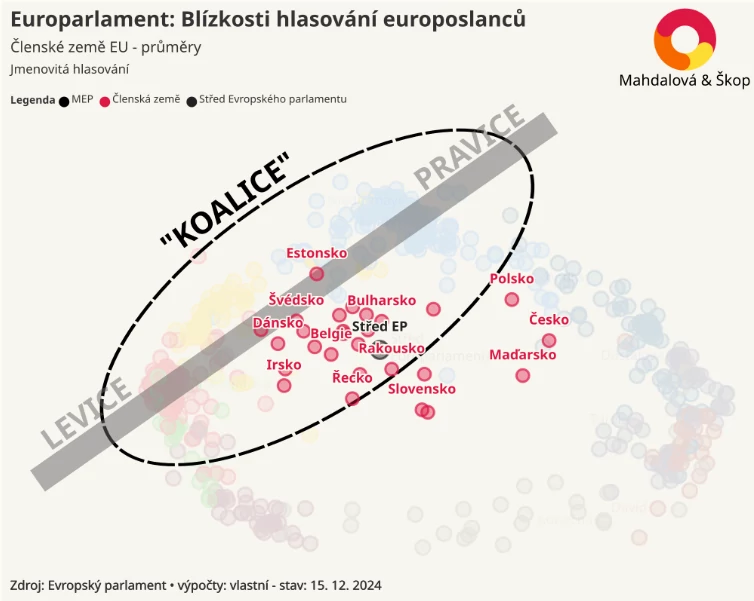 Europarlament: Blízkosti hlasování europoslanců
Členské země EU - průměry
Jmenovitá hlasování
Legenda MEP Členská země Střed Evropského parlamentu
Mahdalová & Škop
PRAVICE
"KOALICE"
Estonsko
Polsko
Švédsko
Bulharsko
Česko
Dánsko
Střed EP
Belgie
Rakousko
Maďarsko
Irsko
Řecko
Slovensko
LEVICE
Zdroj: Evropský parlament • výpočty: vlastní - stav: 15. 12. 2024